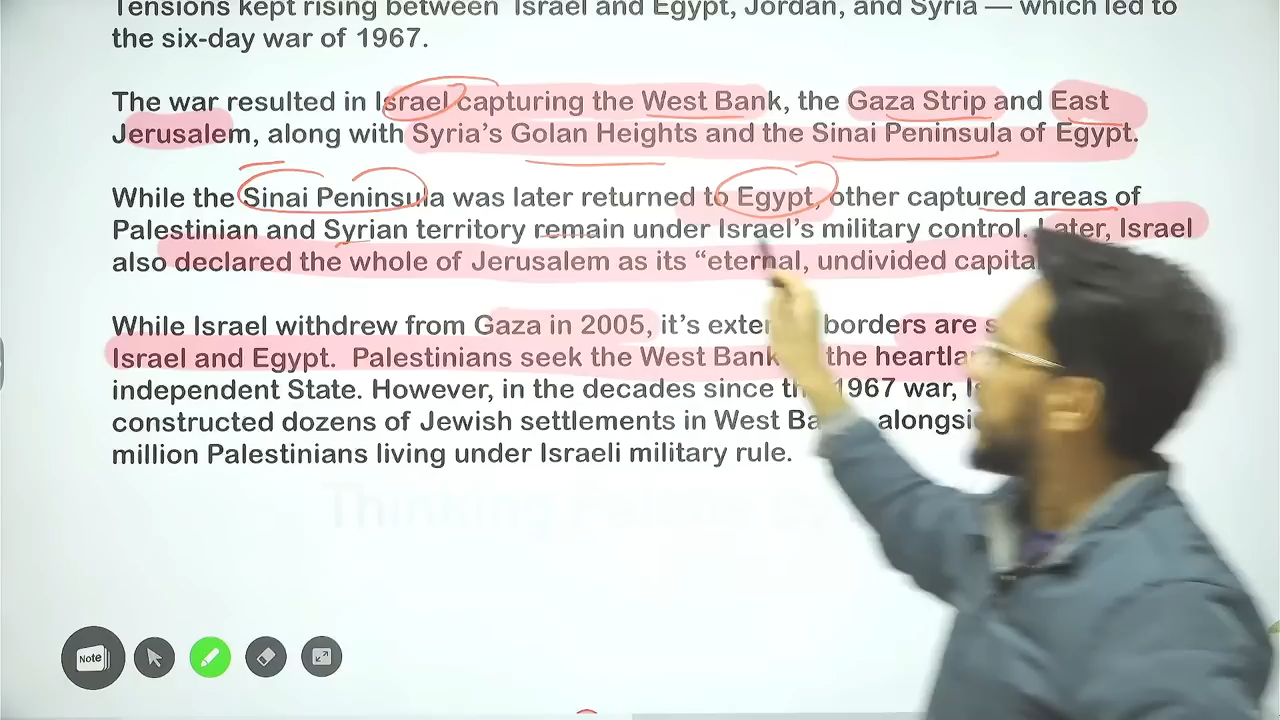 Tensions kept rising between Israel and Egypt, Jordan, and Syria — which led to
the six-day war of 1967.
The war resulted in Israel capturing the West Bank, the Gaza Strip and East
Jerusalem, along with Syria's Golan Heights and the Sinai Peninsula of Egypt.
While the Sinai Peninsula was later returned to Egypt, other captured areas of
Palestinian and Syrian territory remain under Israel's military control. Later, Israel
also declared the whole of Jerusalem as its “eternal, undivided
While Israel withdrew from Gaza in 2005, it's borders are
Israel and Egypt. Palestinians seek the West Bank the
independent State. However, in the decades since 1967 war,
constructed dozens of Jewish settlements in West
million Palestinians living under Israeli military rule.
Thinking
Note